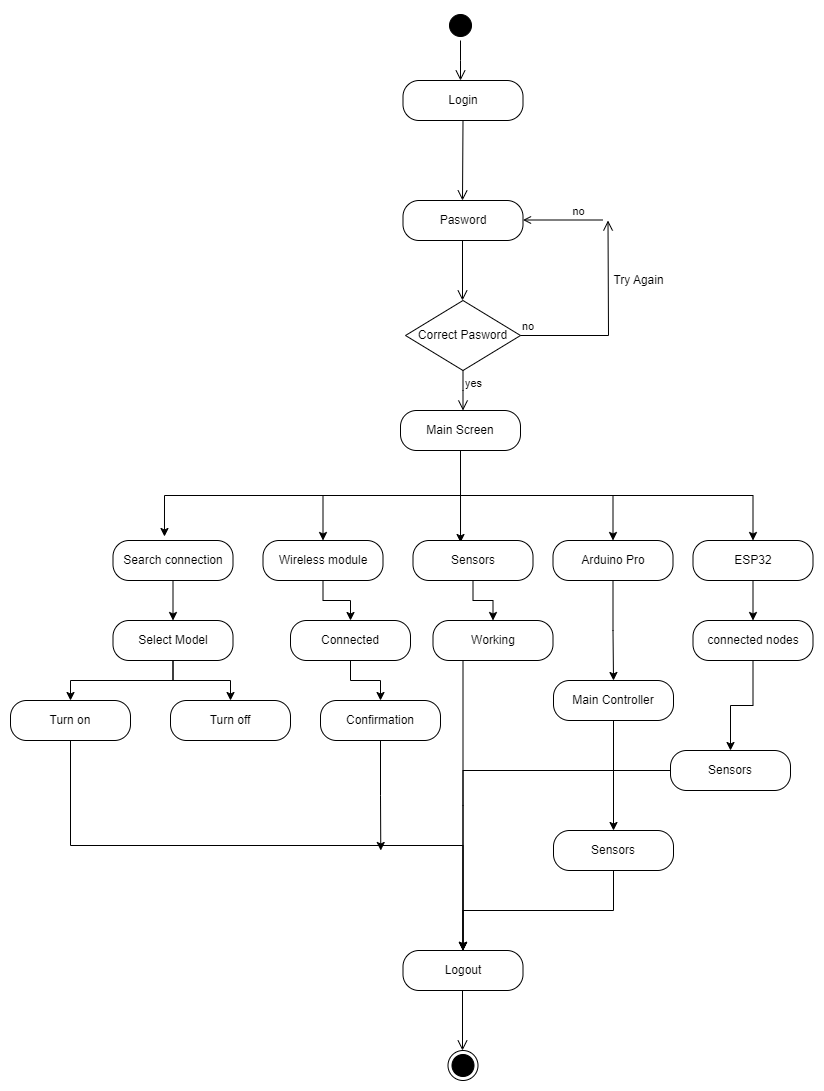 Login
Pasword
no
Try Again
Correct Pasword
no
yes
Main Screen
Search connection
Wireless module
Sensors
Arduino Pro
ESP32
Select Model
Connected
Working
connected nodes
Main Controller
Turn on
Turn off
Confirmation
Sensors
Sensors
Logout